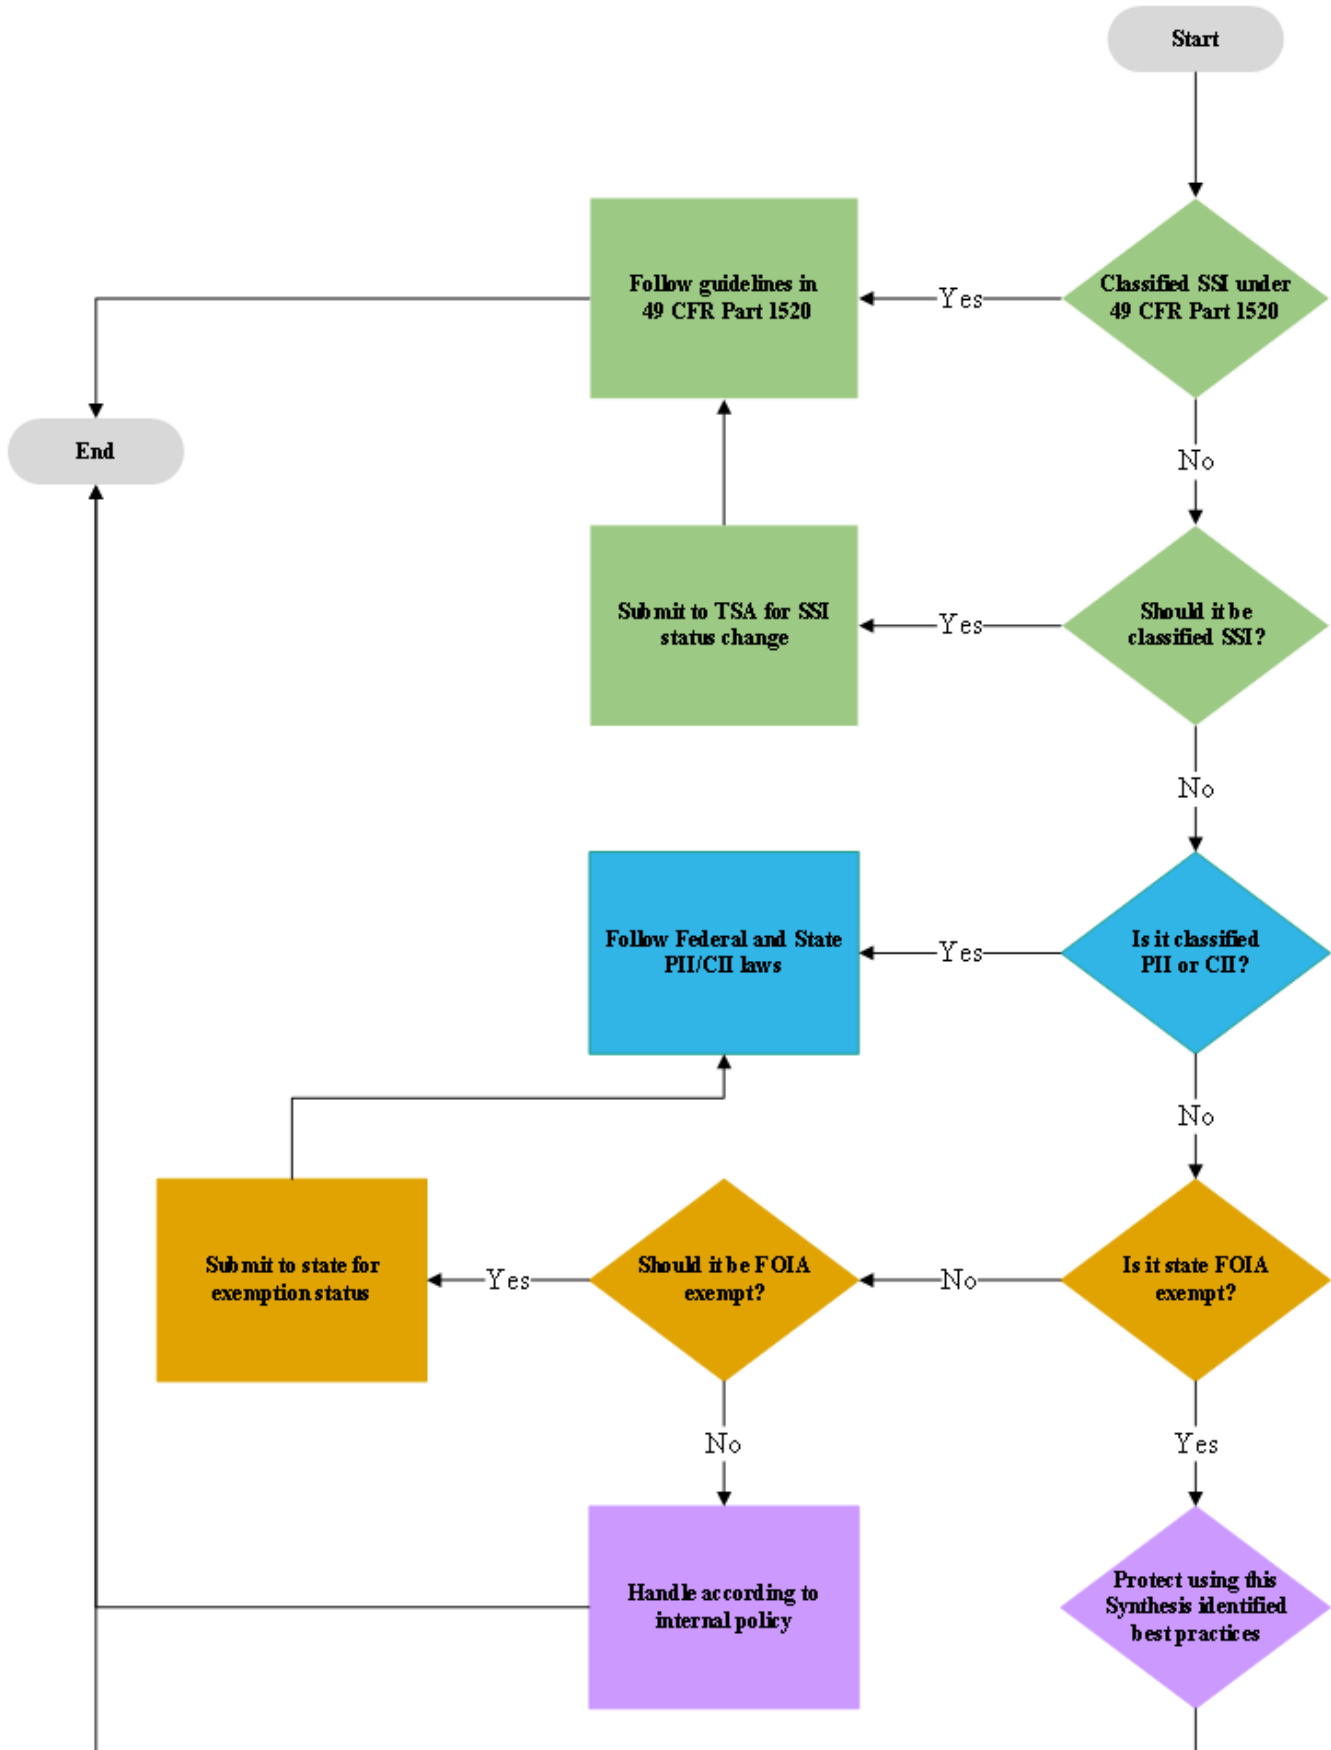 Start
Follow guidelines in
49 CFR Part 1520
Yes
Classified SSI under
49 CFR Part 1520
End
No
Submit to TSA for SSI
status change
Yes
Should it be
classified SSI?
No
Follow Federal and State
PII/CII laws
Yes
Is it classified
PII or CII?
No
Submit to state for
exemption status
Yes
Should it be FOIA
exempt?
No
Is it state FOIA
exempt?
No
Yes
Handle according to
internal policy
Protect using this
Synthesis identified
best practices